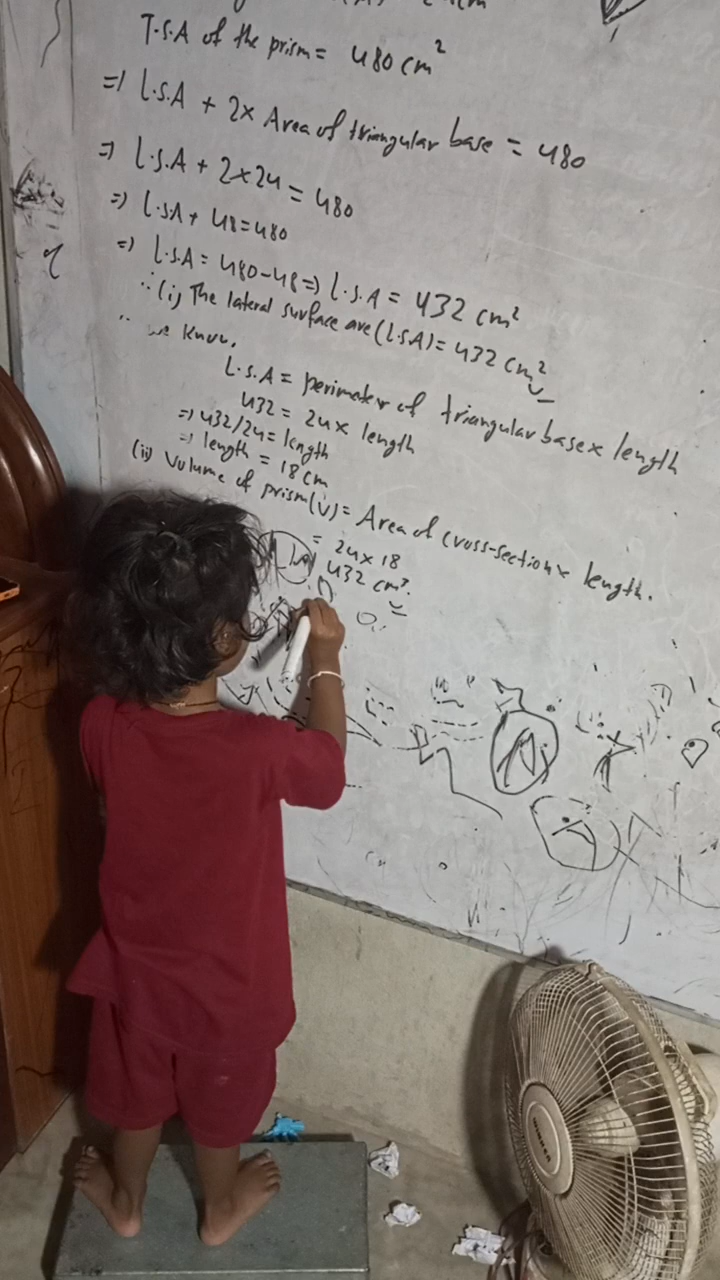 T.S.A of the prism = 480 cm²
=) L.S.A + 2× Area of triangular base = 480
=) L.S.A + 2×24 = 480
=) L.S.A + 48 = 480
=) L.S.A = 480-48 =) L.S.A = 432 cm²
∴ (i) The lateral surface are (L.S.A) = 432 cm²
∵ we know,
L.S.A = perimeter of triangular base × length
432 = 24 × length
=) 432/24 = length
=) length = 18 cm
(ii) Volume of prism (V) = Area of cross-section × length.
= 24 × 18
432 cm³.